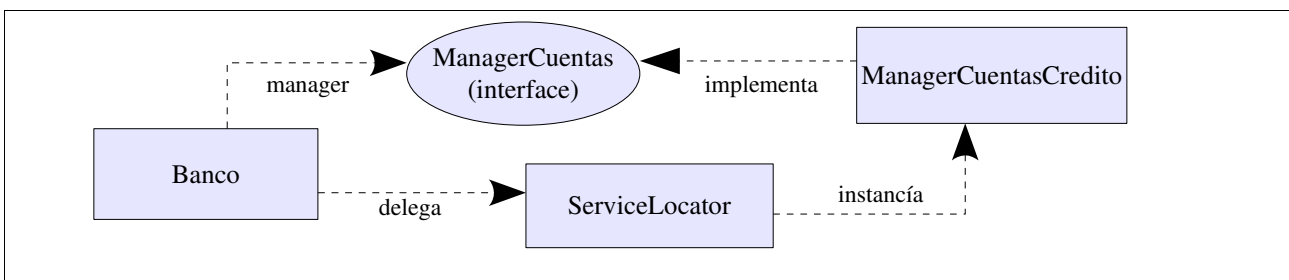 ManagerCuentas
(interface)
manager
implementa
ManagerCuentasCredito
Banco
delega
ServiceLocator
instancía